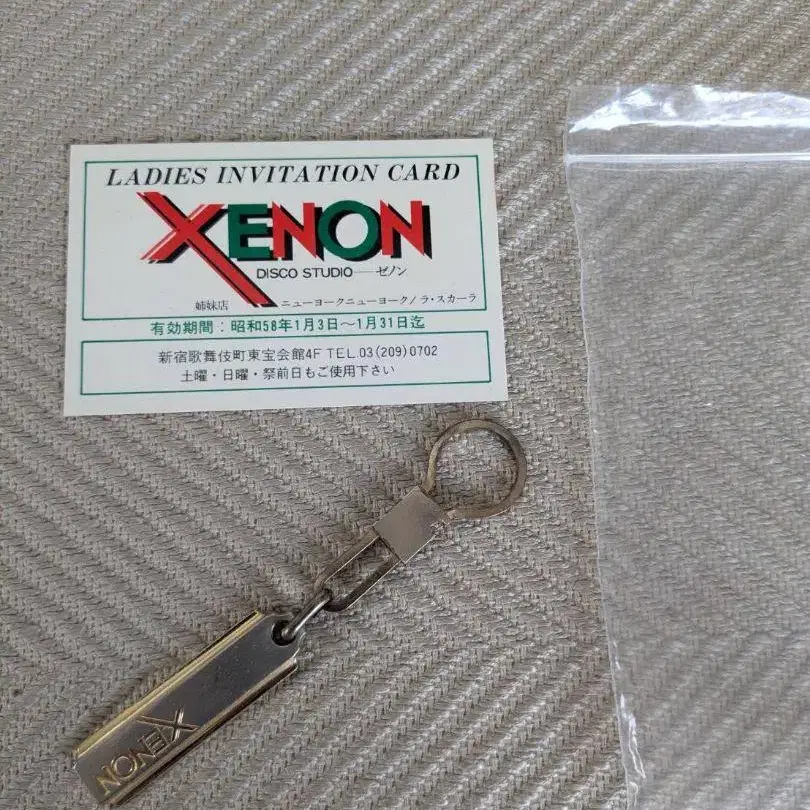 LADIES INVITATION CARD
XENON
DISCO STUDIO──ゼノン
姉妹店 ニューヨークニューヨーク/ラ・スカーラ
有効期間:昭和58年1月3日～1月31日迄
新宿歌舞伎町東宝会館4F TEL.03(209)0702
土曜・日曜・祭前日もご使用下さい
XENON